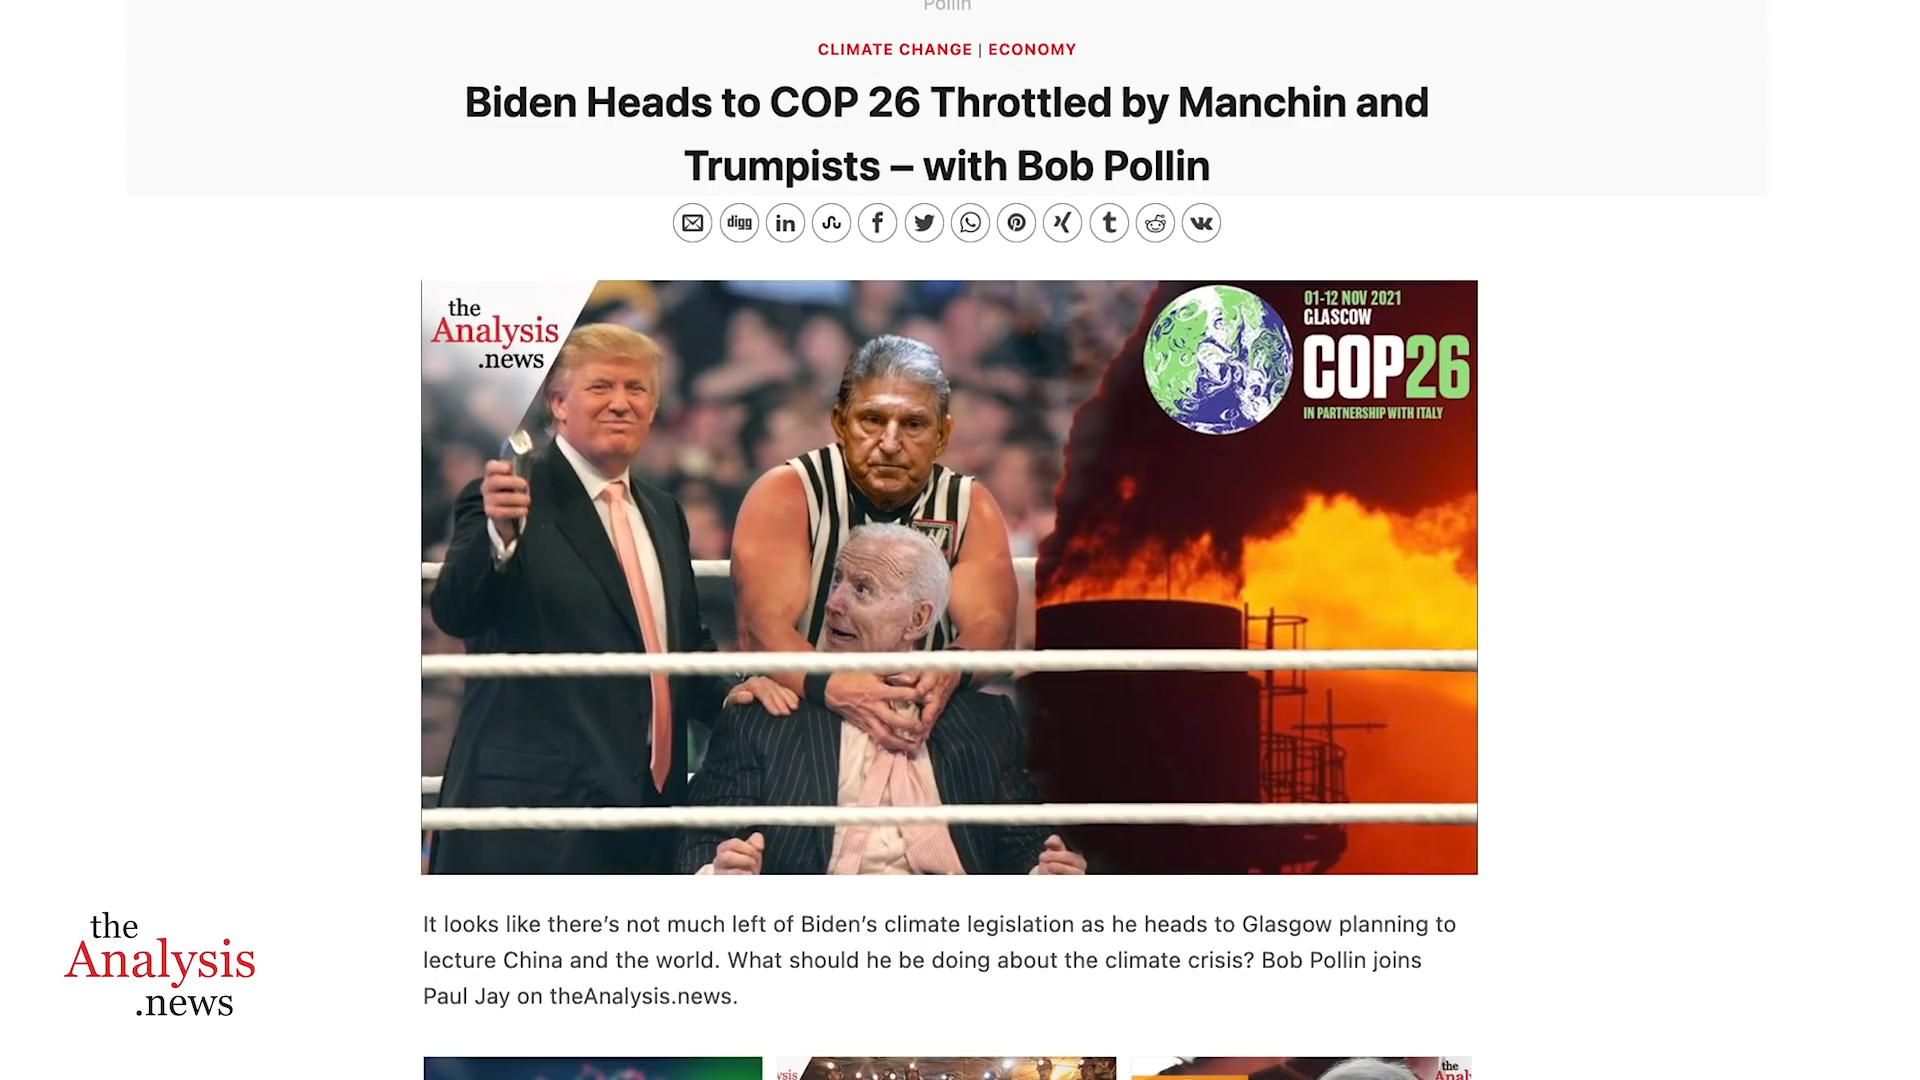 Pollin
CLIMATE CHANGE | ECONOMY
Biden Heads to COP 26 Throttled by Manchin and
Trumpists – with Bob Pollin
digg
the
Analysis
.news
01-12 NOV 2021
GLASCOW
COP26
IN PARTNERSHIP WITH ITALY
It looks like there’s not much left of Biden’s climate legislation as he heads to Glasgow planning to
lecture China and the world. What should he be doing about the climate crisis? Bob Pollin joins
Paul Jay on theAnalysis.news.
the
Analysis
.news
the